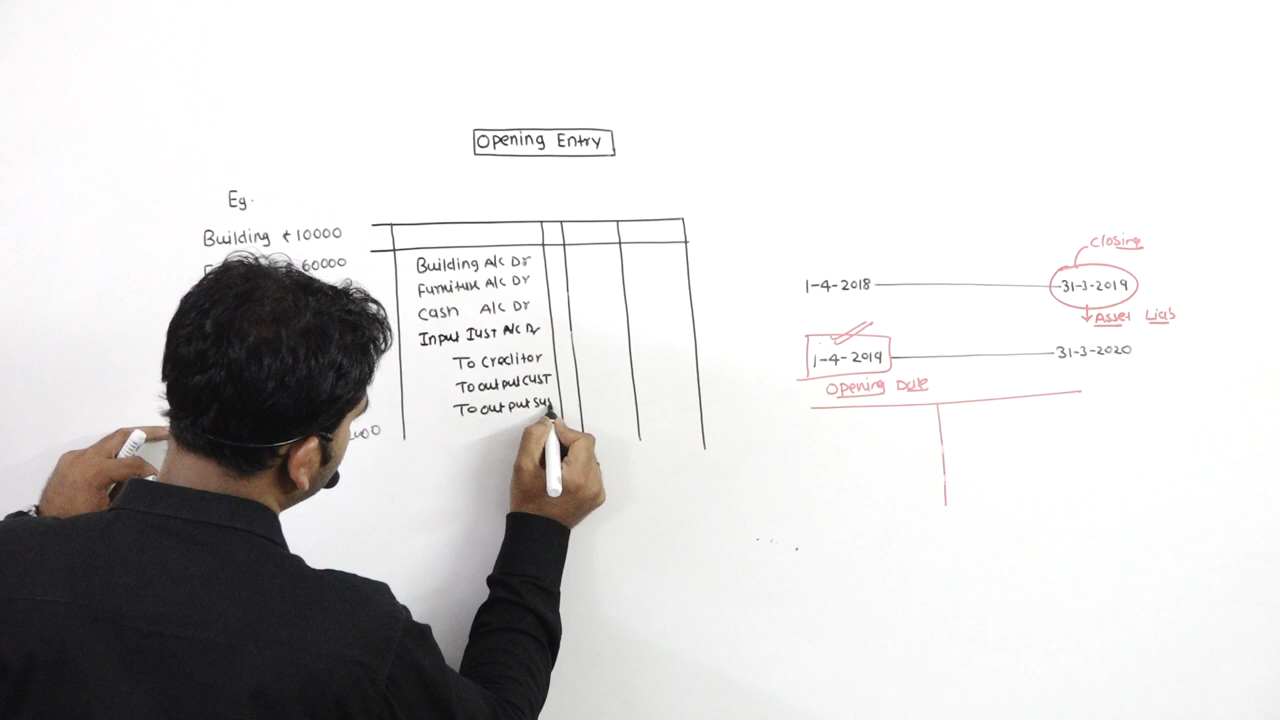 Opening Entry
Eg.
Building ₹10000
60000
Building A/c Dr
Furniture A/c Dr
Cash A/c Dr
Input IGST A/c Dr
To Creditor
To output CGST
To output SGS
400
Closing
1-4-2018
31-3-2019
Asset Liab
1-4-2019
31-3-2020
Opening Date